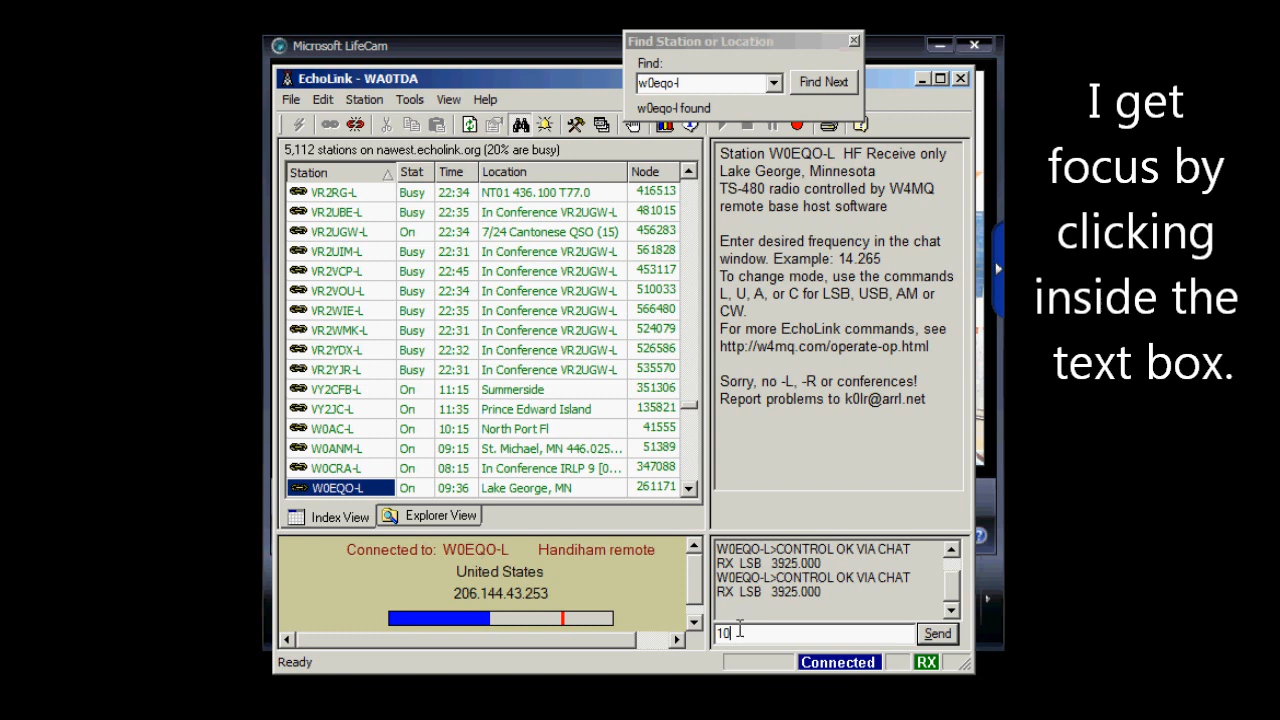 Microsoft LifeCam
Find Station or Location
Find:
w0eqo-l
Find Next
w0eqo-l found
EchoLink - WA0TDA
File Edit Station Tools View Help
5,112 stations on nawest.echolink.org (20% are busy)
Station Stat Time Location Node
VR2RG-L Busy 22:34 NT01 436.100 T77.0 416513
VR2UBE-L Busy 22:35 In Conference VR2UGW-L 481015
VR2UGW-L On 22:34 7/24 Cantonese QSO (15) 456283
VR2UIM-L Busy 22:31 In Conference VR2UGW-L 561828
VR2VCP-L Busy 22:45 In Conference VR2UGW-L 453117
VR2VOU-L Busy 22:34 In Conference VR2UGW-L 510033
VR2WIE-L Busy 22:35 In Conference VR2UGW-L 566480
VR2WMK-L Busy 22:31 In Conference VR2UGW-L 524079
VR2YDX-L Busy 22:32 In Conference VR2UGW-L 526586
VR2YJR-L Busy 22:31 In Conference VR2UGW-L 535570
VY2CFB-L On 11:15 Summerside 351306
VY2JC-L On 11:35 Prince Edward Island 135821
W0AC-L On 10:15 North Port Fl 41555
W0ANM-L On 09:15 St. Michael, MN 446.025... 51389
W0CRA-L On 08:15 In Conference IRLP 9 [0... 347088
W0EQO-L On 09:36 Lake George, MN 261171
Index View Explorer View
Station W0EQO-L HF Receive only
Lake George, Minnesota
TS-480 radio controlled by W4MQ
remote base host software
Enter desired frequency in the chat
window. Example: 14.265
To change mode, use the commands
L, U, A, or C for LSB, USB, AM or
CW.
For more EchoLink commands, see
http://w4mq.com/operate-op.html
Sorry, no -L, -R or conferences!
Report problems to k0lr@arrl.net
Connected to: W0EQO-L Handiham remote
United States
206.144.43.253
W0EQO-L>CONTROL OK VIA CHAT
RX LSB 3925.000
W0EQO-L>CONTROL OK VIA CHAT
RX LSB 3925.000
10
Send
Ready
Connected
RX
I get
focus by
clicking
inside the
text box.